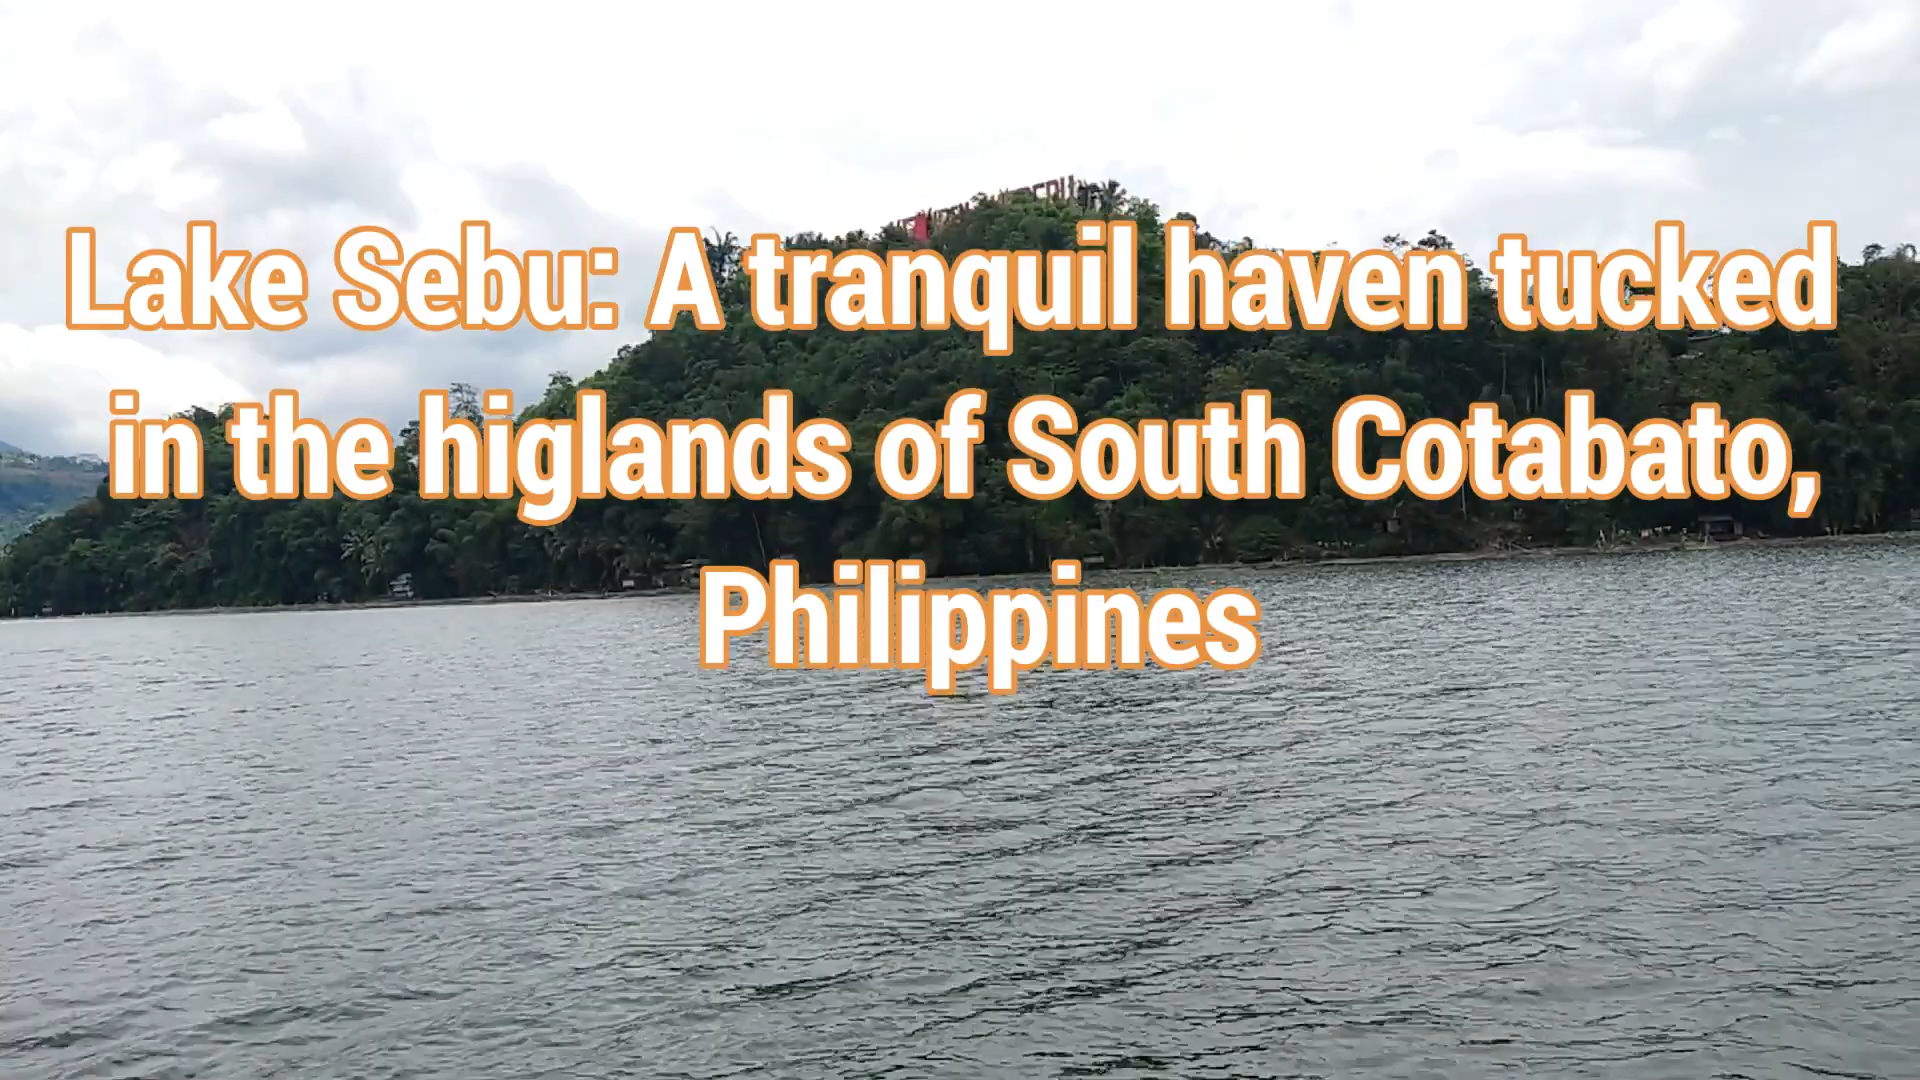 Lake Sebu: A tranquil haven tucked
in the higlands of South Cotabato,
Philippines